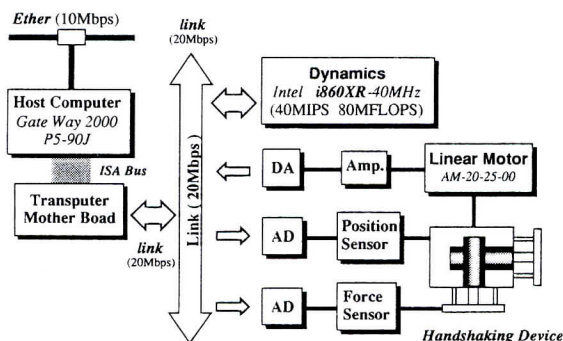 Ether (10Mbps)
link
(20Mbps)
Host Computer
Gate Way 2000
P5-90J
ISA Bus
Transputer
Mother Boad
link
(20Mbps)
Link (20Mbps)
Dynamics
Intel i860XR-40MHz
(40MIPS 80MFLOPS)
DA
Amp.
Linear Motor
AM-20-25-00
AD
Position
Sensor
AD
Force
Sensor
Handshaking Device